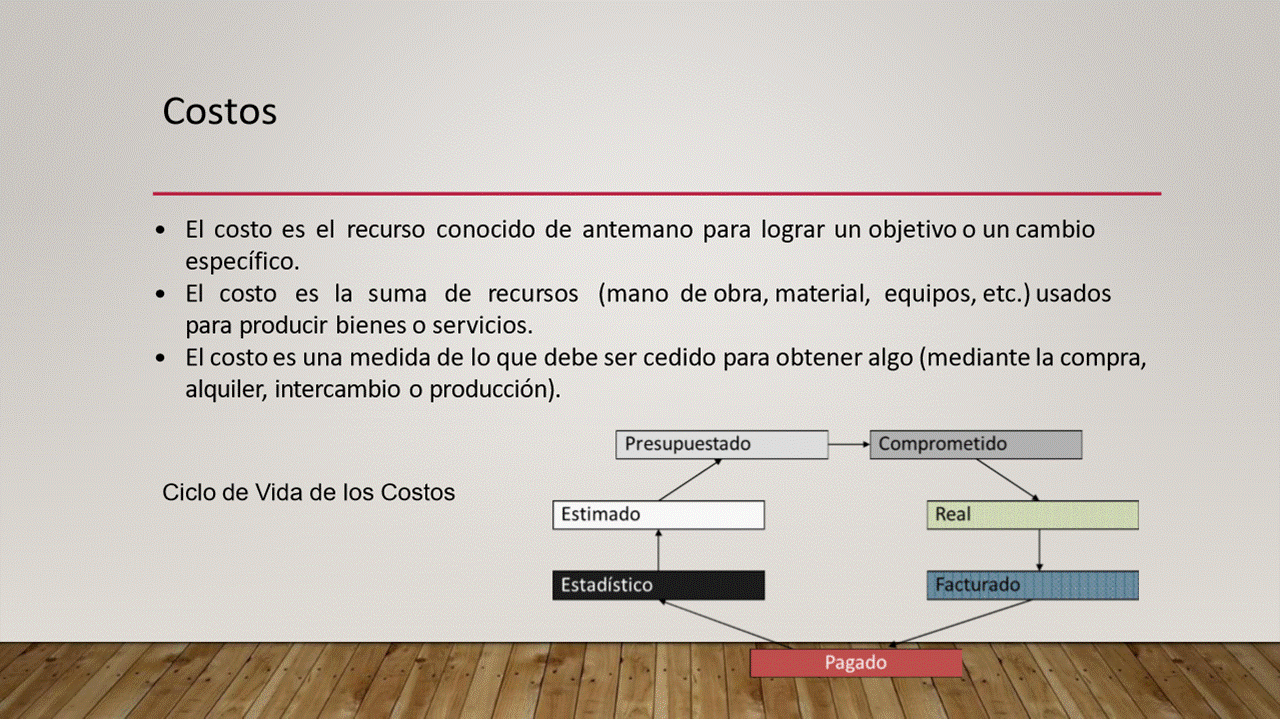 Costos
• El costo es el recurso conocido de antemano para lograr un objetivo o un cambio
específico.
• El costo es la suma de recursos (mano de obra, material, equipos, etc.) usados
para producir bienes o servicios.
• El costo es una medida de lo que debe ser cedido para obtener algo (mediante la compra,
alquiler, intercambio o producción).
Ciclo de Vida de los Costos
Presupuestado
Comprometido
Estimado
Real
Estadístico
Facturado
Pagado